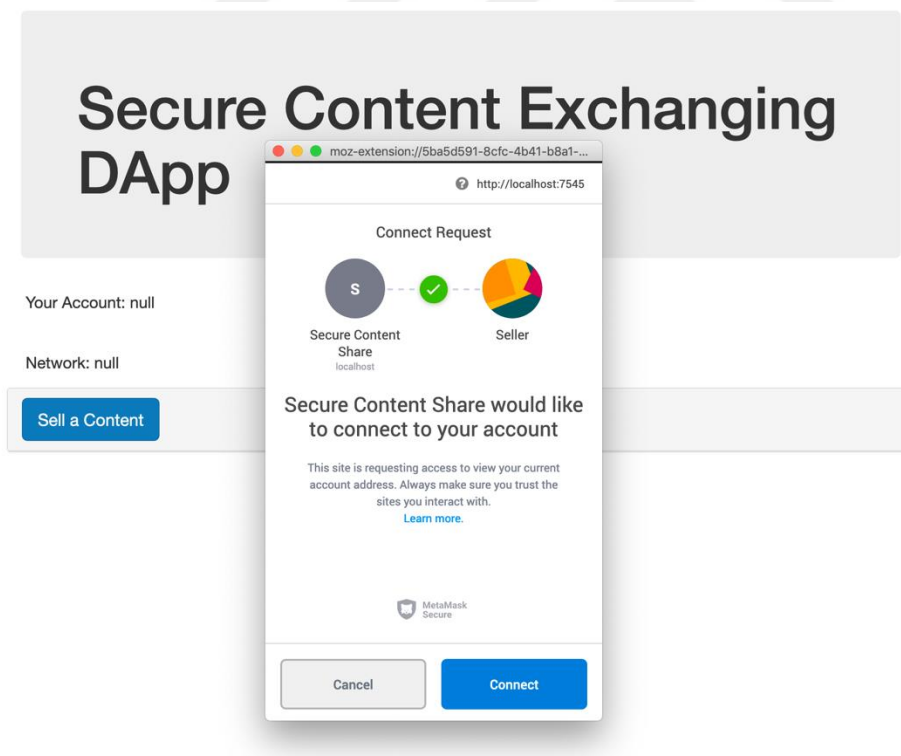 Secure Content Exchanging
DApp
moz-extension://5ba5d591-8cfc-4b41-b8a1-...
http://localhost:7545
Connect Request
S
Secure Content
Share
localhost
Seller
Your Account: null
Network: null
Sell a Content
Secure Content Share would like
to connect to your account
This site is requesting access to view your current
account address. Always make sure you trust the
sites you interact with.
Learn more.
MetaMask
Secure
Cancel
Connect